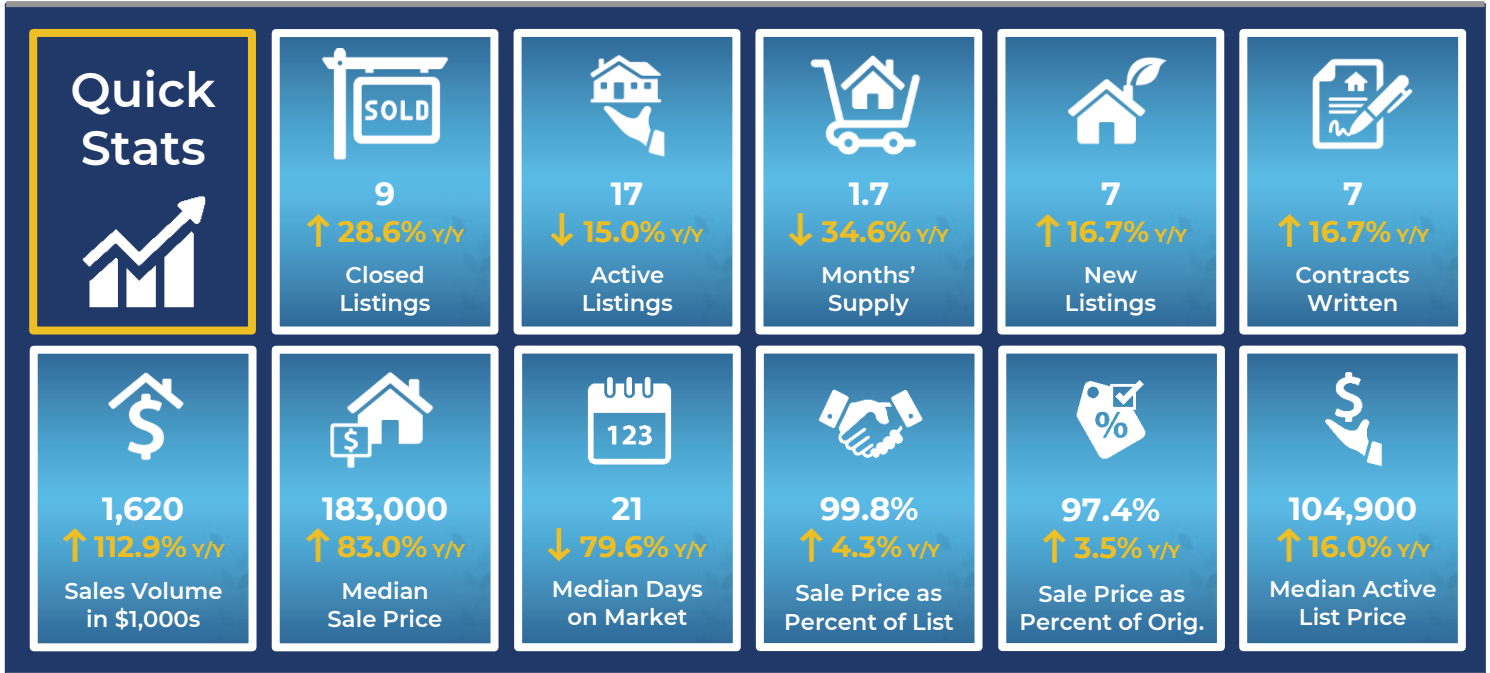 Quick
Stats
SOLD
9
↑ 28.6% Y/Y
Closed
Listings
17
↓ 15.0% Y/Y
Active
Listings
1.7
↓ 34.6% Y/Y
Months’
Supply
7
↑ 16.7% Y/Y
New
Listings
7
↑ 16.7% Y/Y
Contracts
Written
$
1,620
↑ 112.9% Y/Y
Sales Volume
in $1,000s
$
183,000
↑ 83.0% Y/Y
Median
Sale Price
123
21
↓ 79.6% Y/Y
Median Days
on Market
99.8%
↑ 4.3% Y/Y
Sale Price as
Percent of List
%
97.4%
↑ 3.5% Y/Y
Sale Price as
Percent of Orig.
$
104,900
↑ 16.0% Y/Y
Median Active
List Price